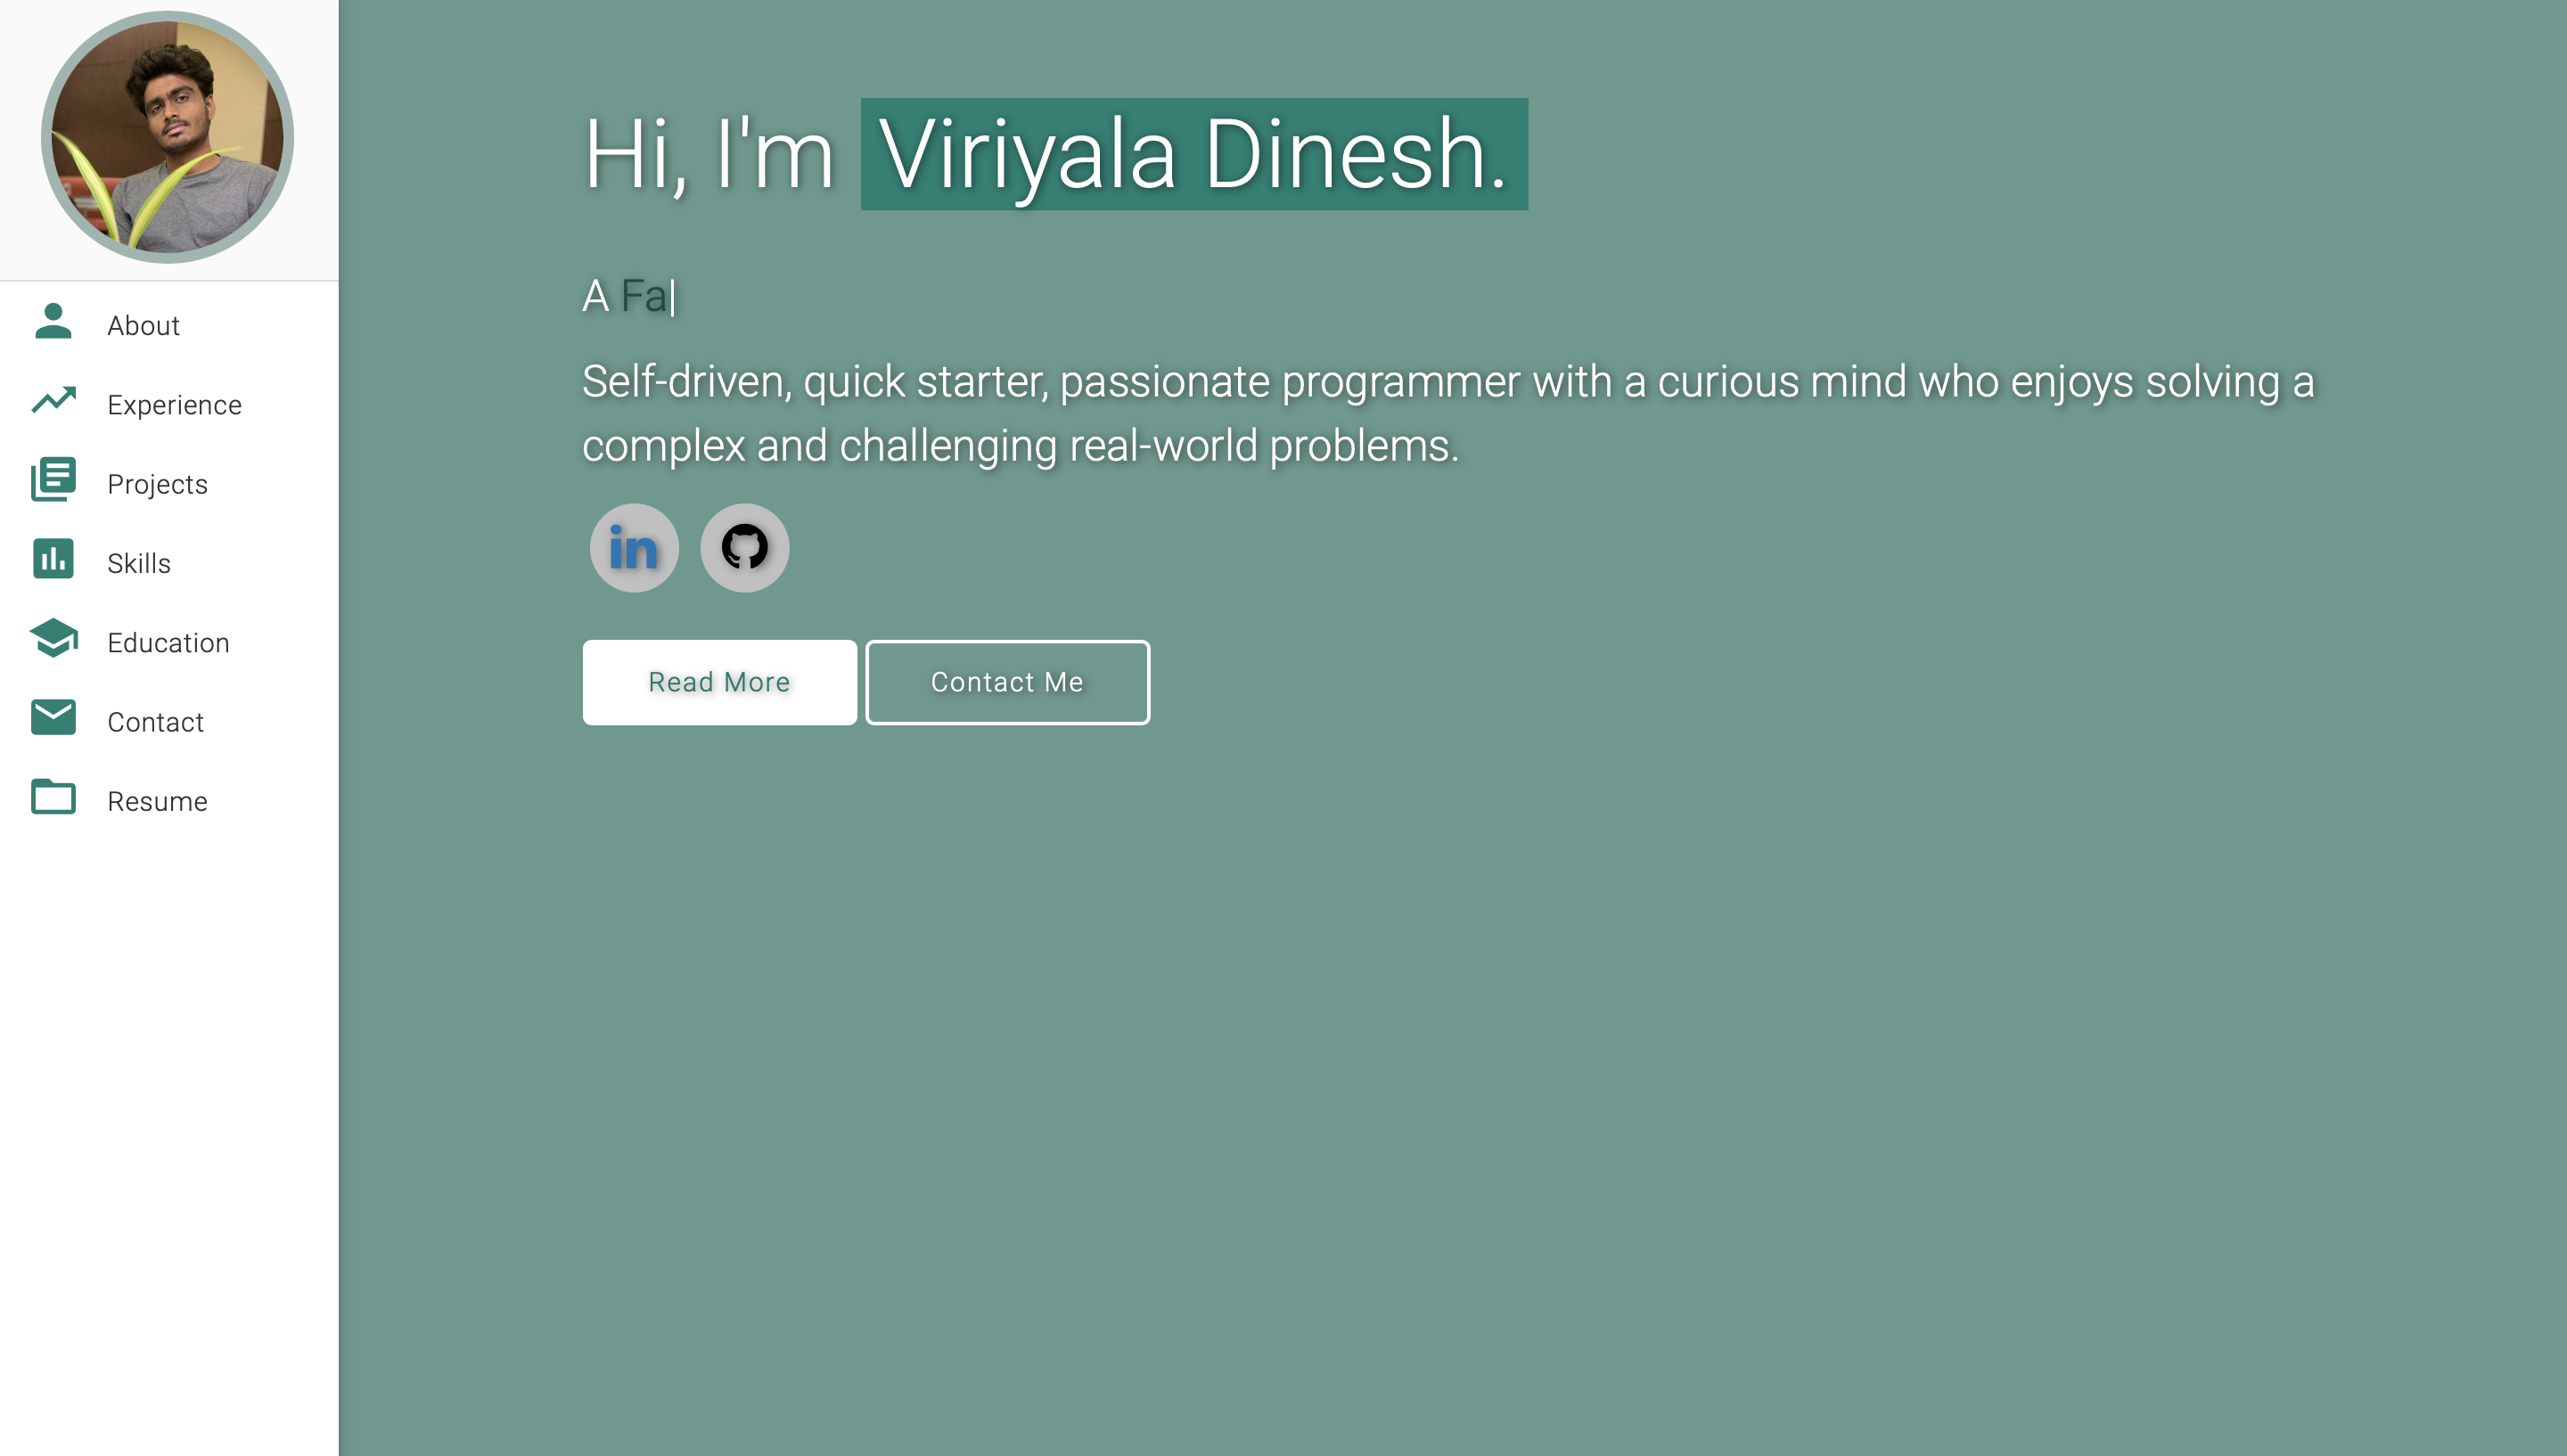 About
Experience
Projects
Skills
Education
Contact
Resume
Hi, I'm Viriyala Dinesh.
A Fa|
Self-driven, quick starter, passionate programmer with a curious mind who enjoys solving a
complex and challenging real-world problems.
in
Read More
Contact Me